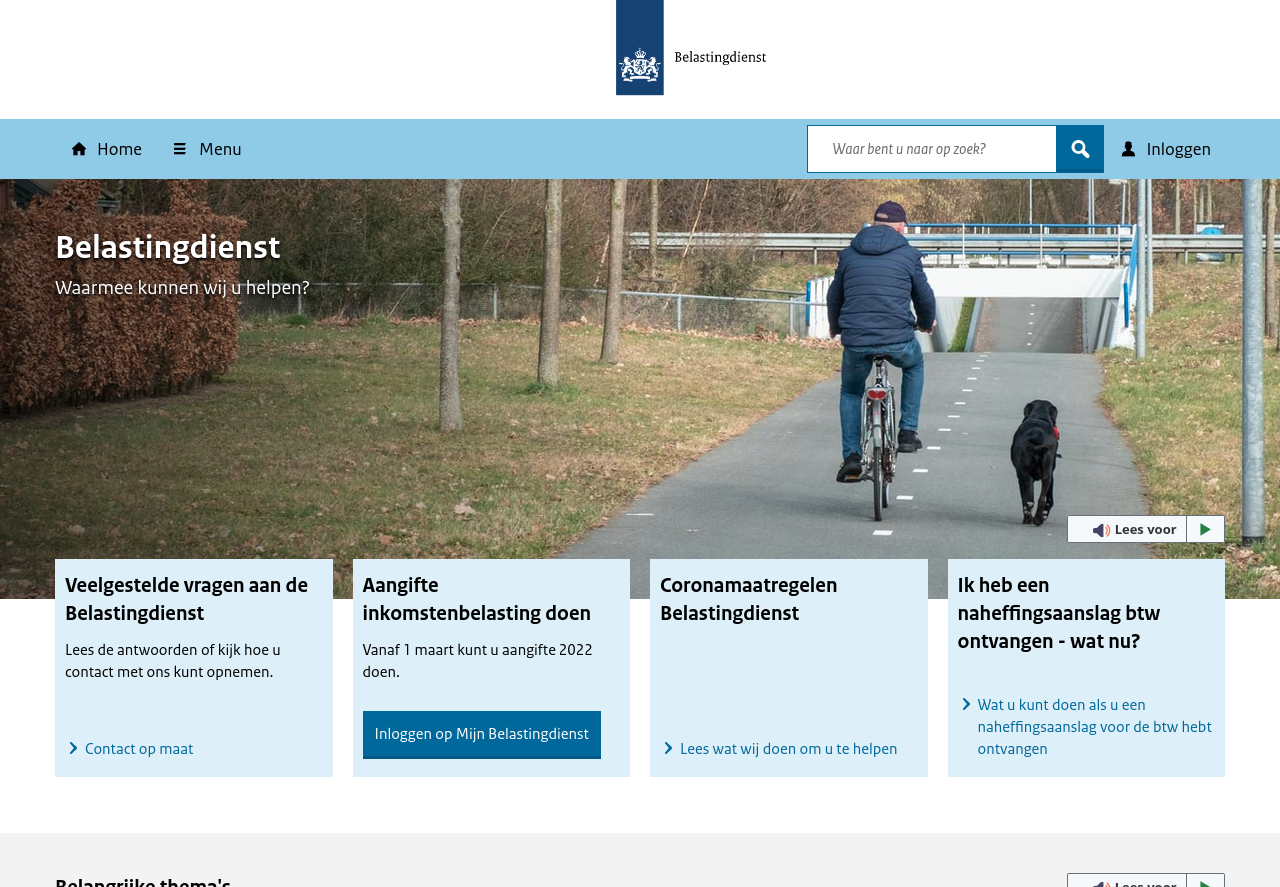 Belastingdienst
Home
Menu
Waar bent u naar op zoek?
Inloggen
Belastingdienst
Waarmee kunnen wij u helpen?
Lees voor
Veelgestelde vragen aan de
Belastingdienst
Lees de antwoorden of kijk hoe u
contact met ons kunt opnemen.
Contact op maat
Aangifte
inkomstenbelasting doen
Vanaf 1 maart kunt u aangifte 2022
doen.
Inloggen op Mijn Belastingdienst
Coronamaatregelen
Belastingdienst
Lees wat wij doen om u te helpen
Ik heb een
naheffingsaanslag btw
ontvangen - wat nu?
Wat u kunt doen als u een
naheffingsaanslag voor de btw hebt
ontvangen
Belangrijke thema's
Lees voor